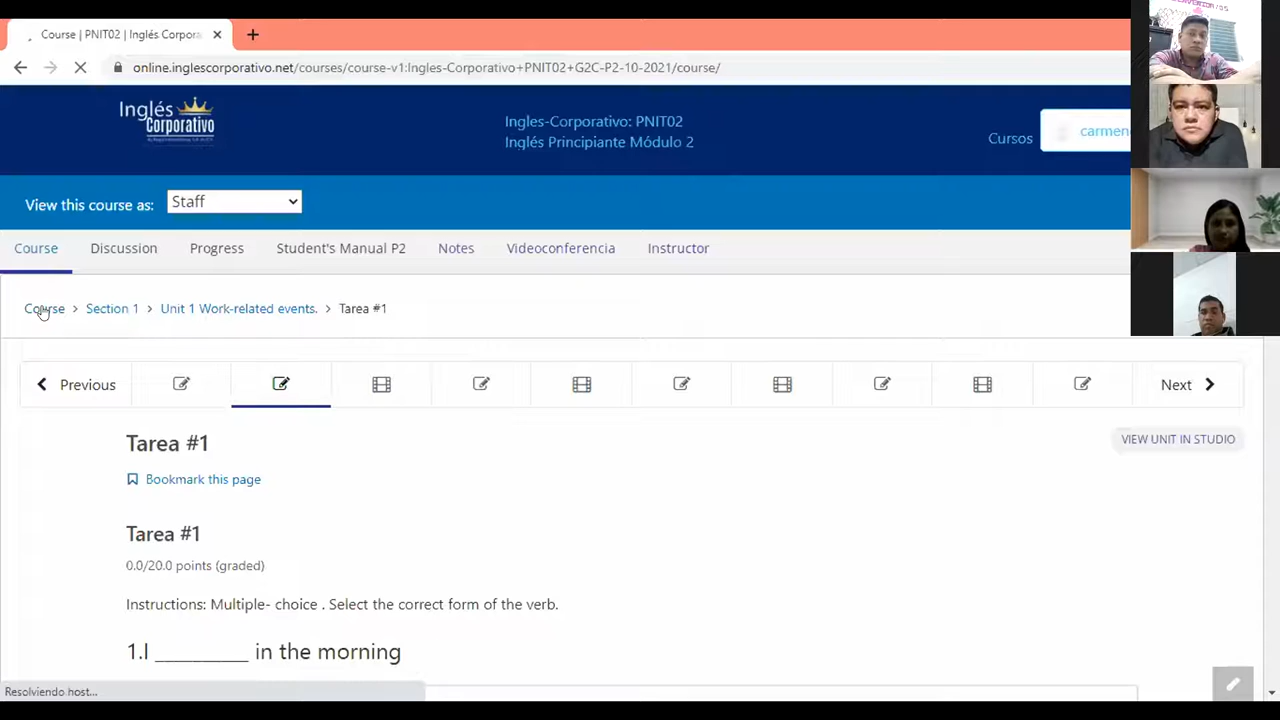 Course | PNIT02 | Inglés Corpora
online.inglescorporativo.net/courses/course-v1:Ingles-Corporativo+PNIT02+G2C-P2-10-2021/course/
Inglés
Corporativo
Ingles-Corporativo: PNIT02
Inglés Principiante Módulo 2
Cursos
carmen
View this course as:
Staff
Course
Discussion
Progress
Student's Manual P2
Notes
Videoconferencia
Instructor
Course > Section 1 > Unit 1 Work-related events. > Tarea #1
Previous
Next
Tarea #1
VIEW UNIT IN STUDIO
Bookmark this page
Tarea #1
0.0/20.0 points (graded)
Instructions: Multiple- choice . Select the correct form of the verb.
1.I ________ in the morning
Resolviendo host...